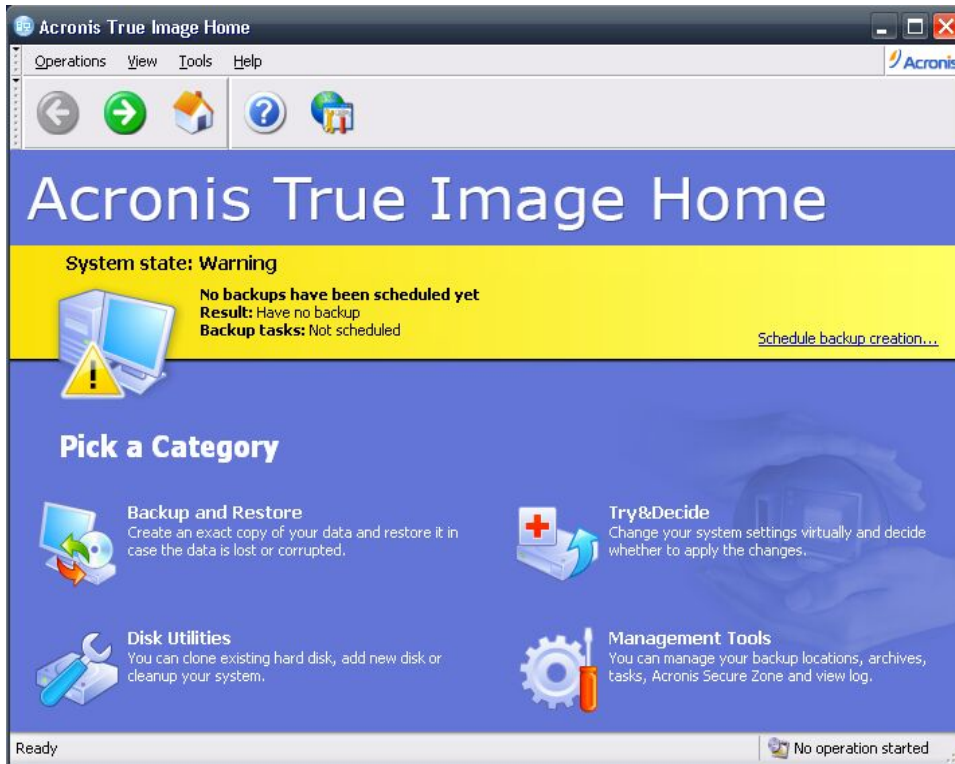 Acronis True Image Home
Operations View Tools Help
Acronis
Acronis True Image Home
System state: Warning
No backups have been scheduled yet
Result: Have no backup
Backup tasks: Not scheduled
Schedule backup creation...
Pick a Category
Backup and Restore
Create an exact copy of your data and restore it in
case the data is lost or corrupted.
Try&Decide
Change your system settings virtually and decide
whether to apply the changes.
Disk Utilities
You can clone existing hard disk, add new disk or
cleanup your system.
Management Tools
You can manage your backup locations, archives,
tasks, Acronis Secure Zone and view log.
Ready
No operation started